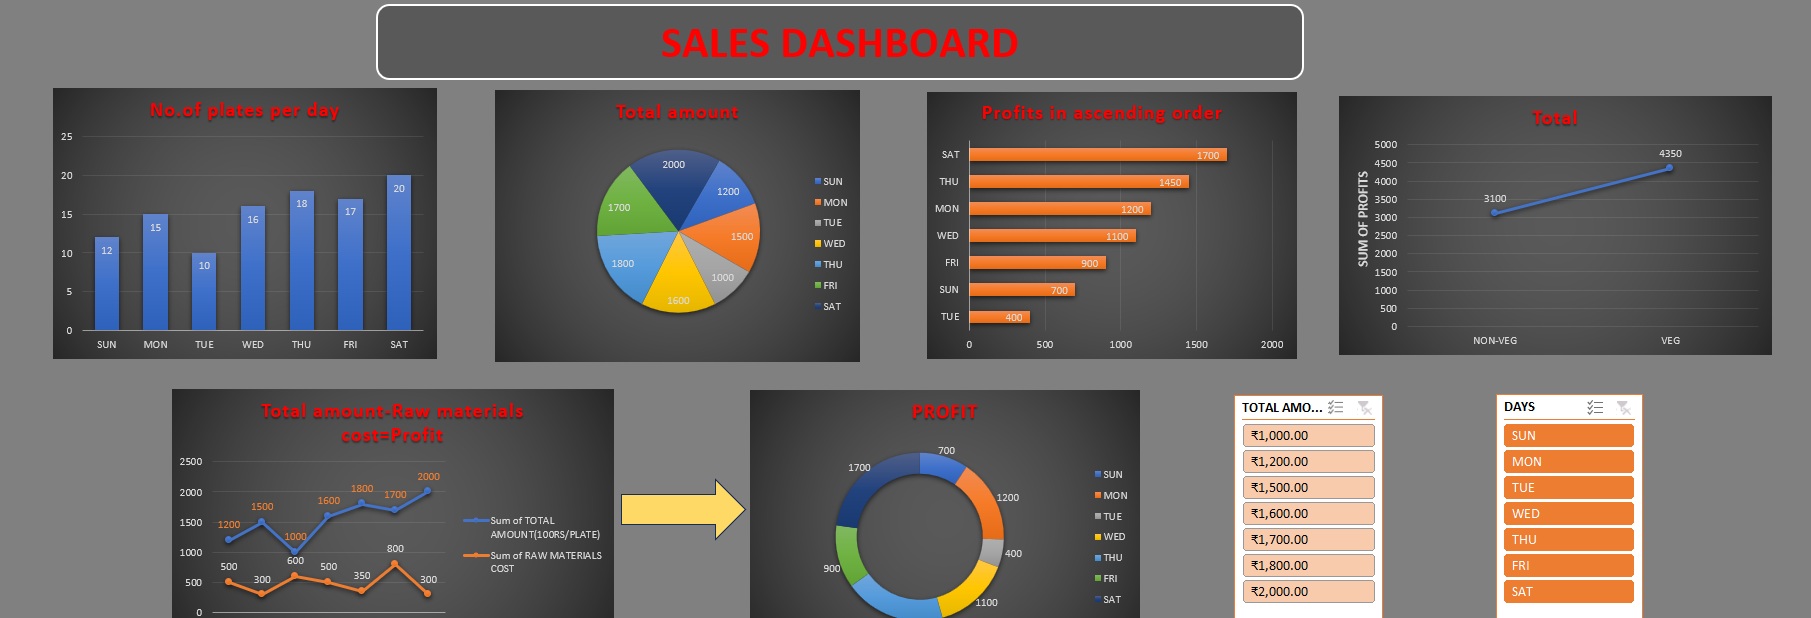 SALES DASHBOARD
No.of plates per day
25
20
15
10
5
0
12
15
10
16
18
17
20
SUN MON TUE WED THU FRI SAT
Total amount
2000
1200
1500
1000
1600
1800
1700
SUN
MON
TUE
WED
THU
FRI
SAT
Profits in ascending order
SAT 1700
THU 1450
MON 1200
WED 1100
FRI 900
SUN 700
TUE 400
0 500 1000 1500 2000
Total
SUM OF PROFITS
5000
4500
4000
3500
3000
2500
2000
1500
1000
500
0
3100
4350
NON-VEG VEG
Total amount-Raw materials
cost=Profit
2500
2000
1500
1000
500
0
1200
1500
1000
1600
1800
1700
2000
500
300
600
500
350
800
300
Sum of TOTAL
AMOUNT(100RS/PLATE)
Sum of RAW MATERIALS
COST
PROFIT
700
1200
400
1100
900
1700
SUN
MON
TUE
WED
THU
FRI
SAT
TOTAL AMO...
₹1,000.00
₹1,200.00
₹1,500.00
₹1,600.00
₹1,700.00
₹1,800.00
₹2,000.00
DAYS
SUN
MON
TUE
WED
THU
FRI
SAT